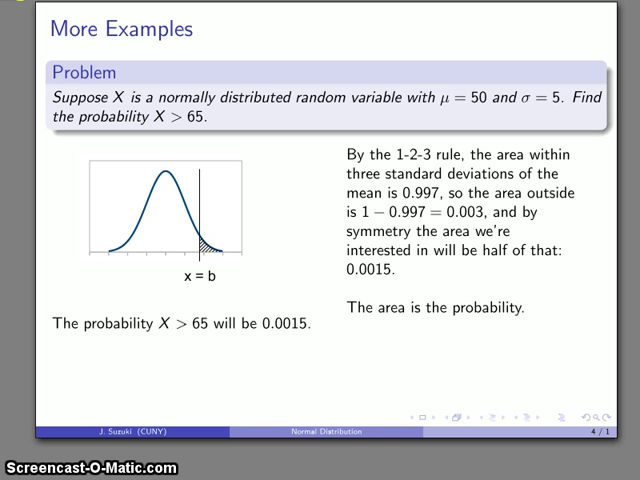 More Examples
Problem
Suppose X is a normally distributed random variable with μ = 50 and σ = 5. Find
the probability X > 65.
By the 1-2-3 rule, the area within
three standard deviations of the
mean is 0.997, so the area outside
is 1 − 0.997 = 0.003, and by
symmetry the area we're
interested in will be half of that:
0.0015.
x = b
The area is the probability.
The probability X > 65 will be 0.0015.
J. Suzuki (CUNY)
Normal Distribution
4 / 1
Screencast-O-Matic.com